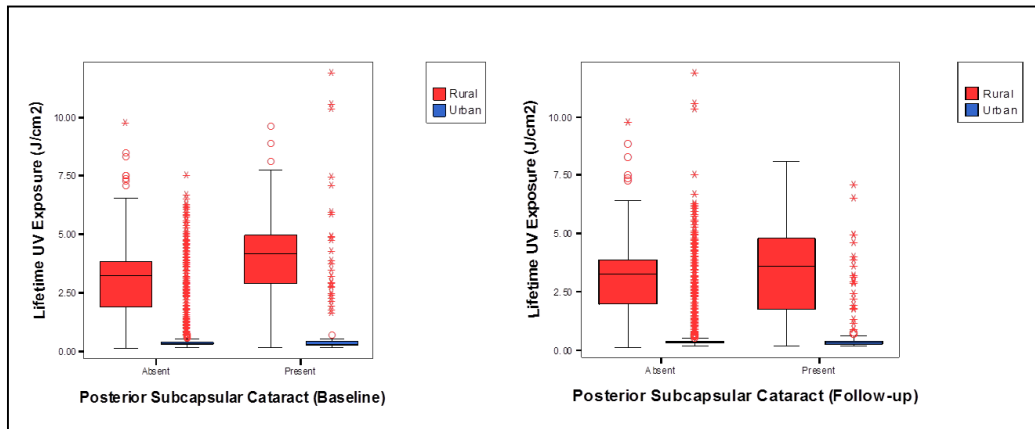 Lifetime UV Exposure (J/cm2)
10.00
7.50
5.00
2.50
0.00
Absent
Present
Posterior Subcapsular Cataract (Baseline)
Rural
Urban
Lifetime UV Exposure (J/cm2)
10.00
7.50
5.00
2.50
0.00
Absent
Present
Posterior Subcapsular Cataract (Follow-up)
Rural
Urban